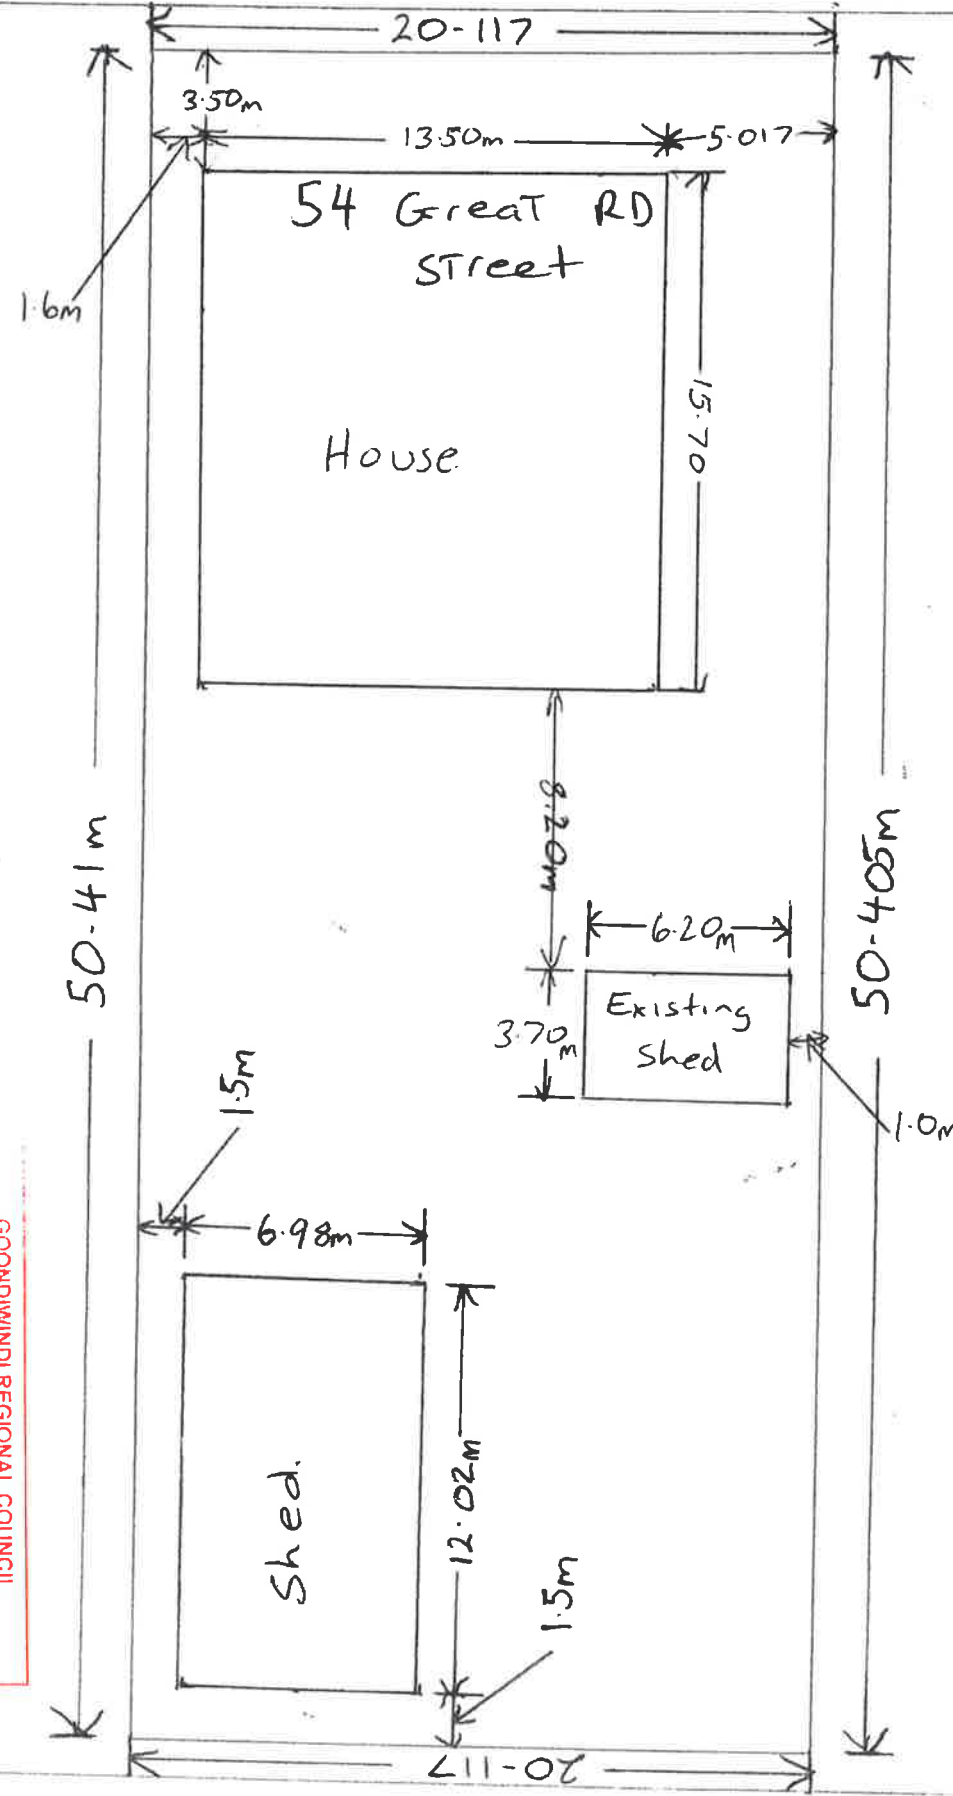 20-117
3.50m
13.50m
5.017
54 Great RD
Street
1.6m
15.70
House
8.20m
50-41m
50-405m
6.20m
Existing
Shed
3.70m
1.0m
1.5m
6.98m
12.02m
Shed.
1.5m
20-117
GOONDIWINDI REGIONAL COUNCIL